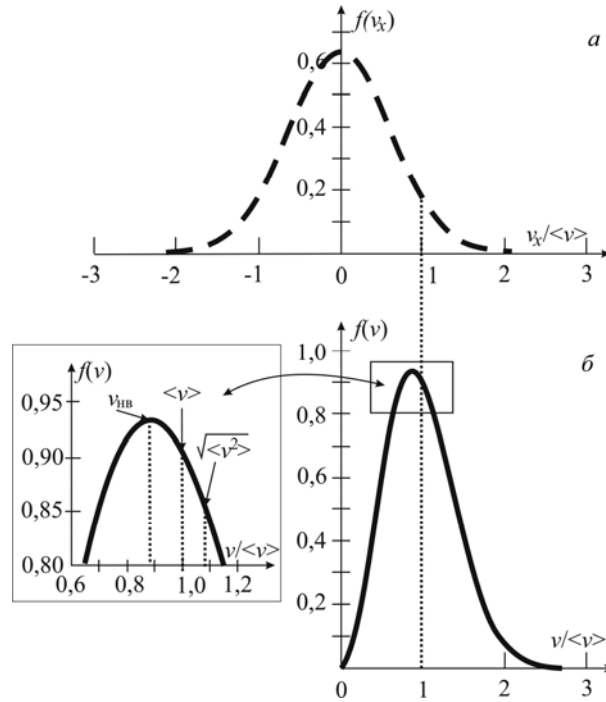 f(vₓ)
а
0,6
0,4
0,2
vₓ/<v>
-3 -2 -1 0 1 2 3
f(v)
б
1,0
0,8
0,6
0,4
0,2
v/<v>
0 1 2 3
f(v)
vнв
<v>
√<v²>
0,95
0,90
0,85
0,80
v/<v>
0,6 0,8 1,0 1,2